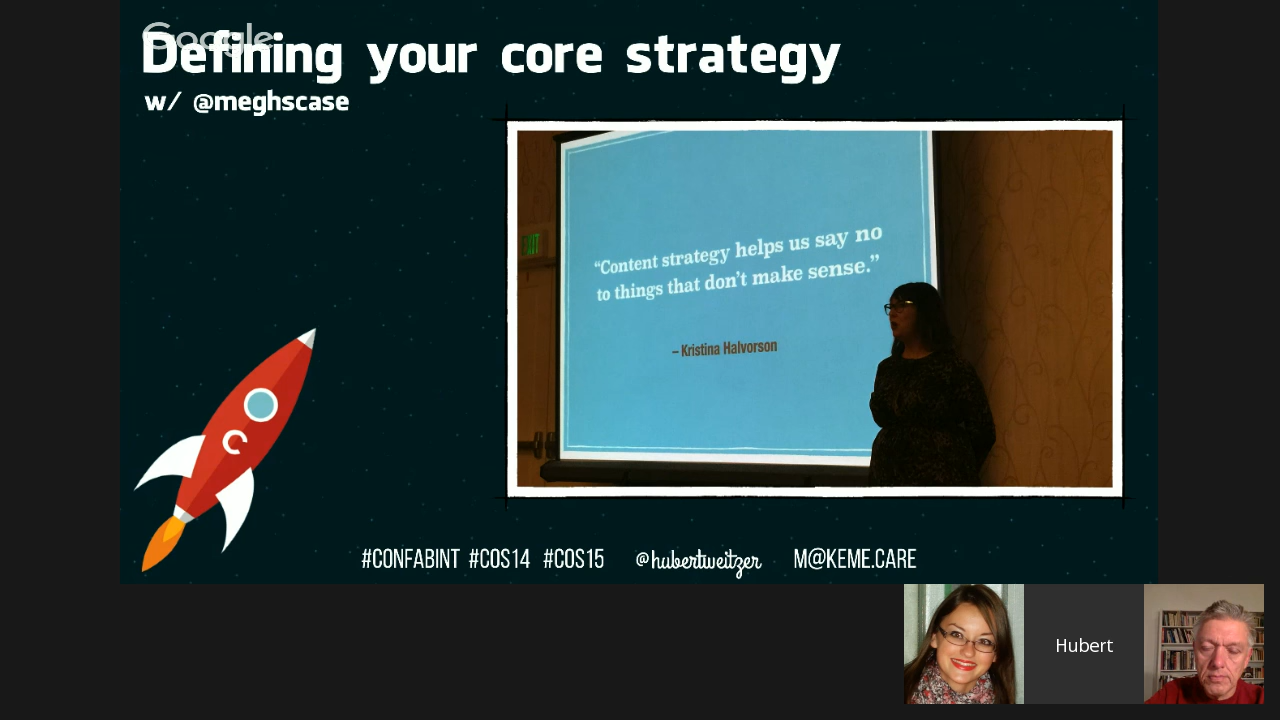 Google
Defining your core strategy
w/ @meghscase
“Content strategy helps us say no
to things that don’t make sense.”
– Kristina Halvorson
#CONFABINT #COS14 #COS15 @hubertweitzer M@KEME.CARE
Hubert